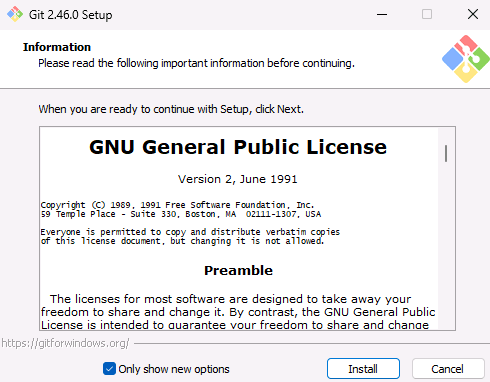 Git 2.46.0 Setup
Information
Please read the following important information before continuing.
When you are ready to continue with Setup, click Next.
GNU General Public License
Version 2, June 1991
Copyright (C) 1989, 1991 Free Software Foundation, Inc.
59 Temple Place - Suite 330, Boston, MA  02111-1307, USA
Everyone is permitted to copy and distribute verbatim copies
of this license document, but changing it is not allowed.
Preamble
The licenses for most software are designed to take away your
freedom to share and change it. By contrast, the GNU General Public
License is intended to guarantee your freedom to share and change
https://gitforwindows.org/
Only show new options
Install
Cancel